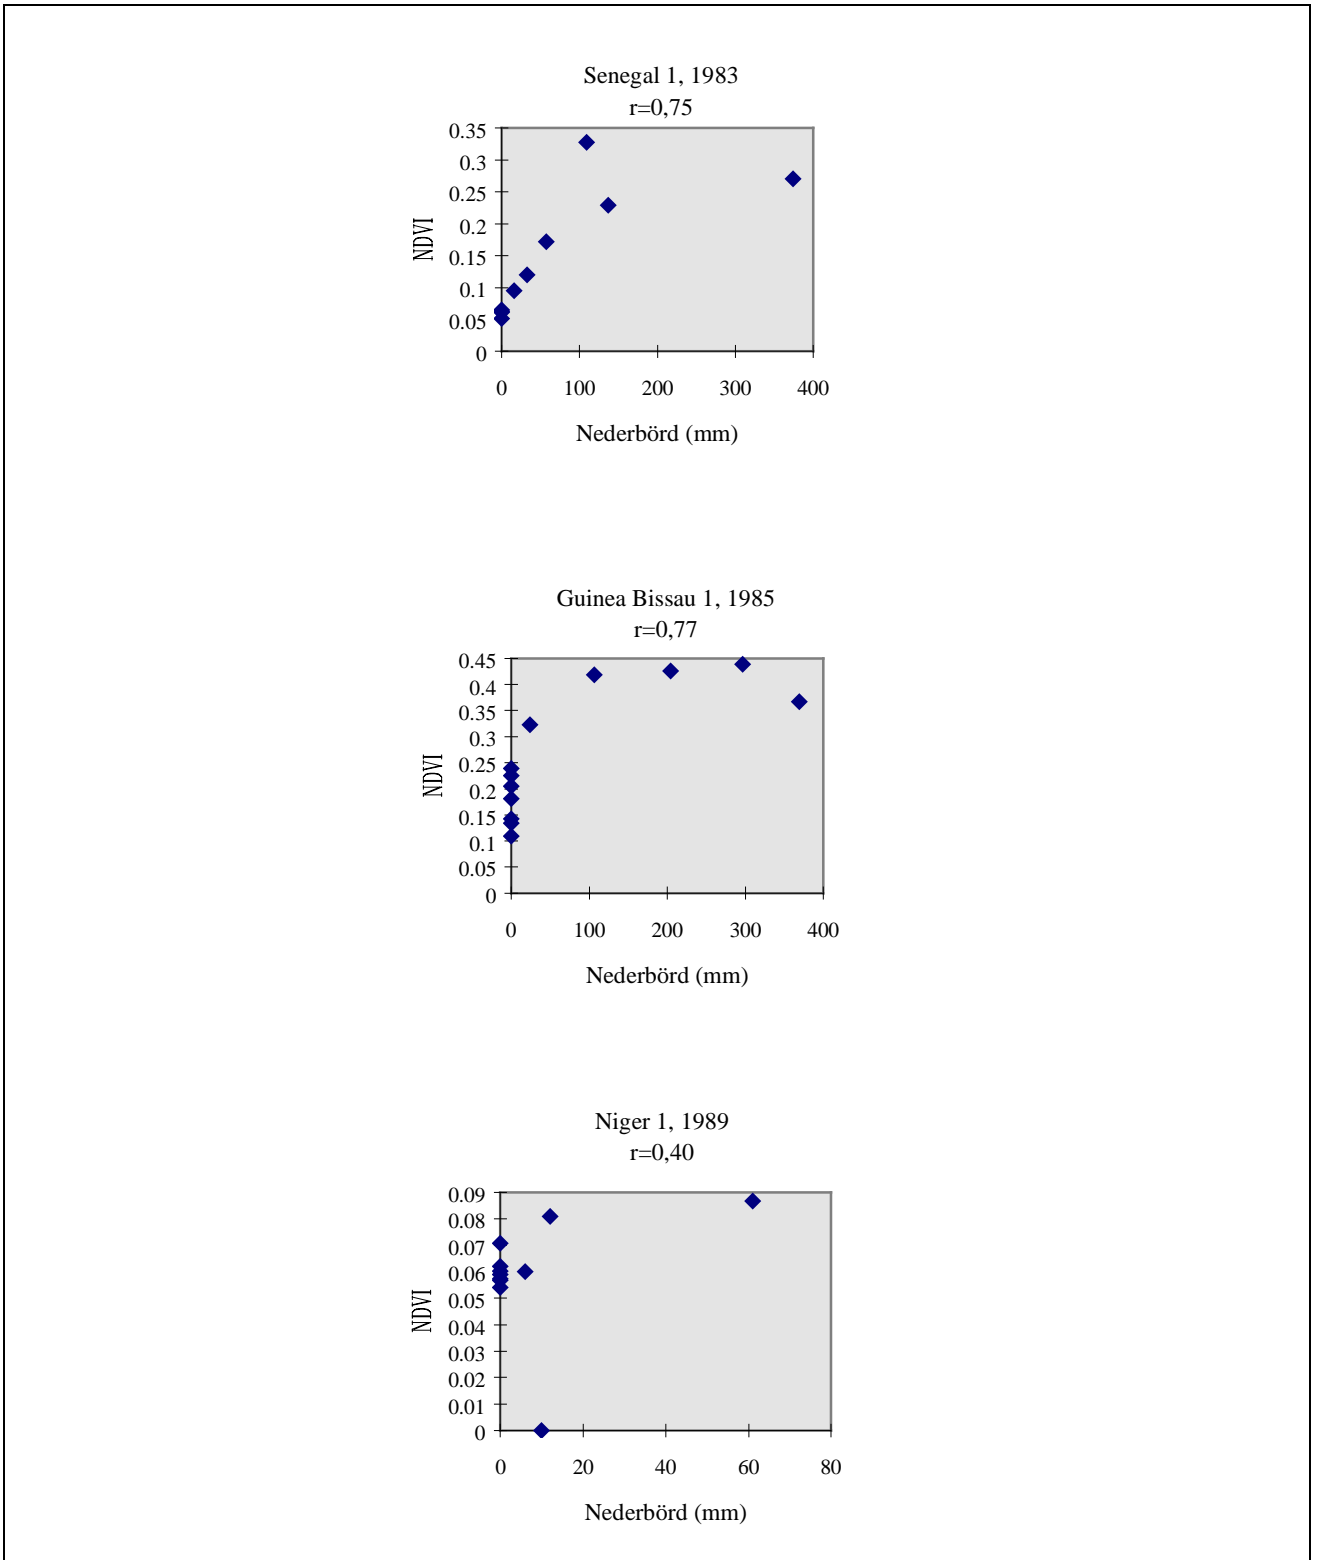 Senegal 1, 1983
r=0,75
0.35
0.3
0.25
0.2
0.15
0.1
0.05
0
NDVI
0 100 200 300 400
Nederbörd (mm)
Guinea Bissau 1, 1985
r=0,77
0.45
0.4
0.35
0.3
0.25
0.2
0.15
0.1
0.05
0
NDVI
0 100 200 300 400
Nederbörd (mm)
Niger 1, 1989
r=0,40
0.09
0.08
0.07
0.06
0.05
0.04
0.03
0.02
0.01
0
NDVI
0 20 40 60 80
Nederbörd (mm)